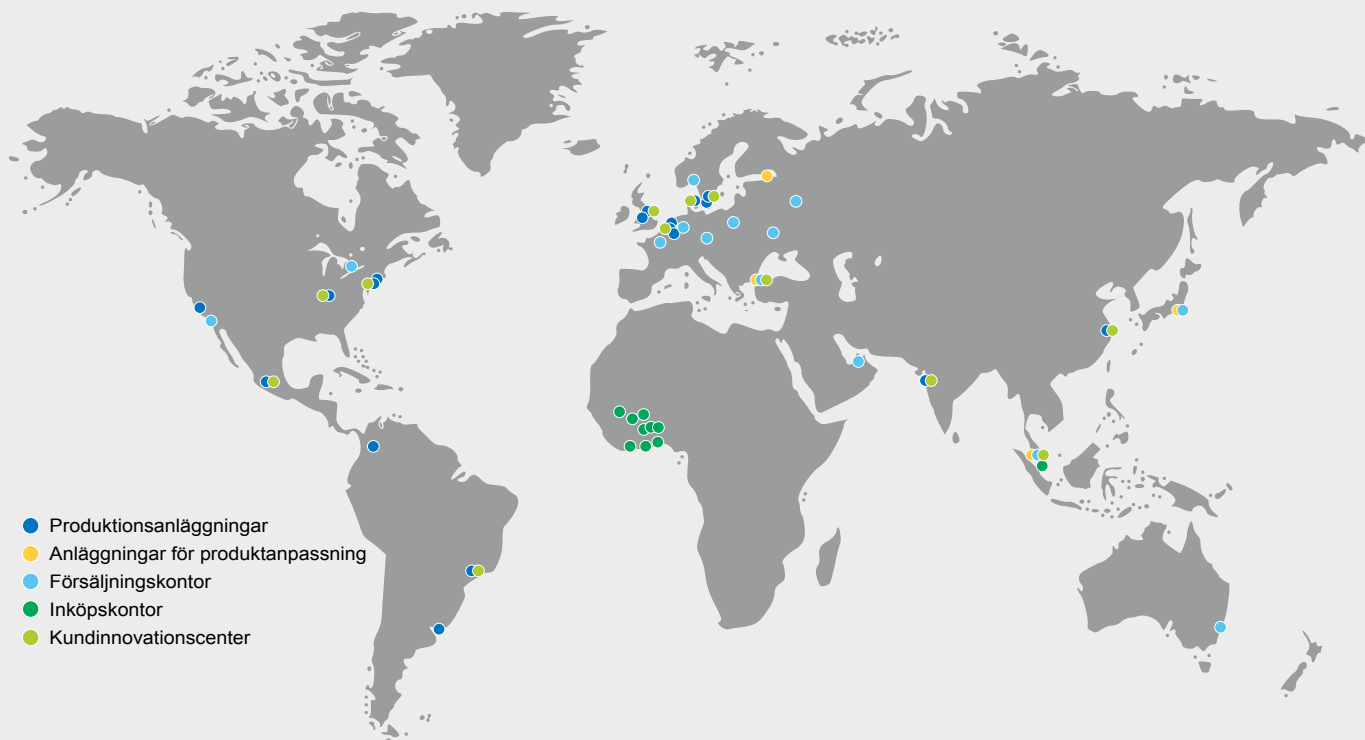 Produktionsanläggningar
Anläggningar för produktanpassning
Försäljningskontor
Inköpskontor
Kundinnovationscenter